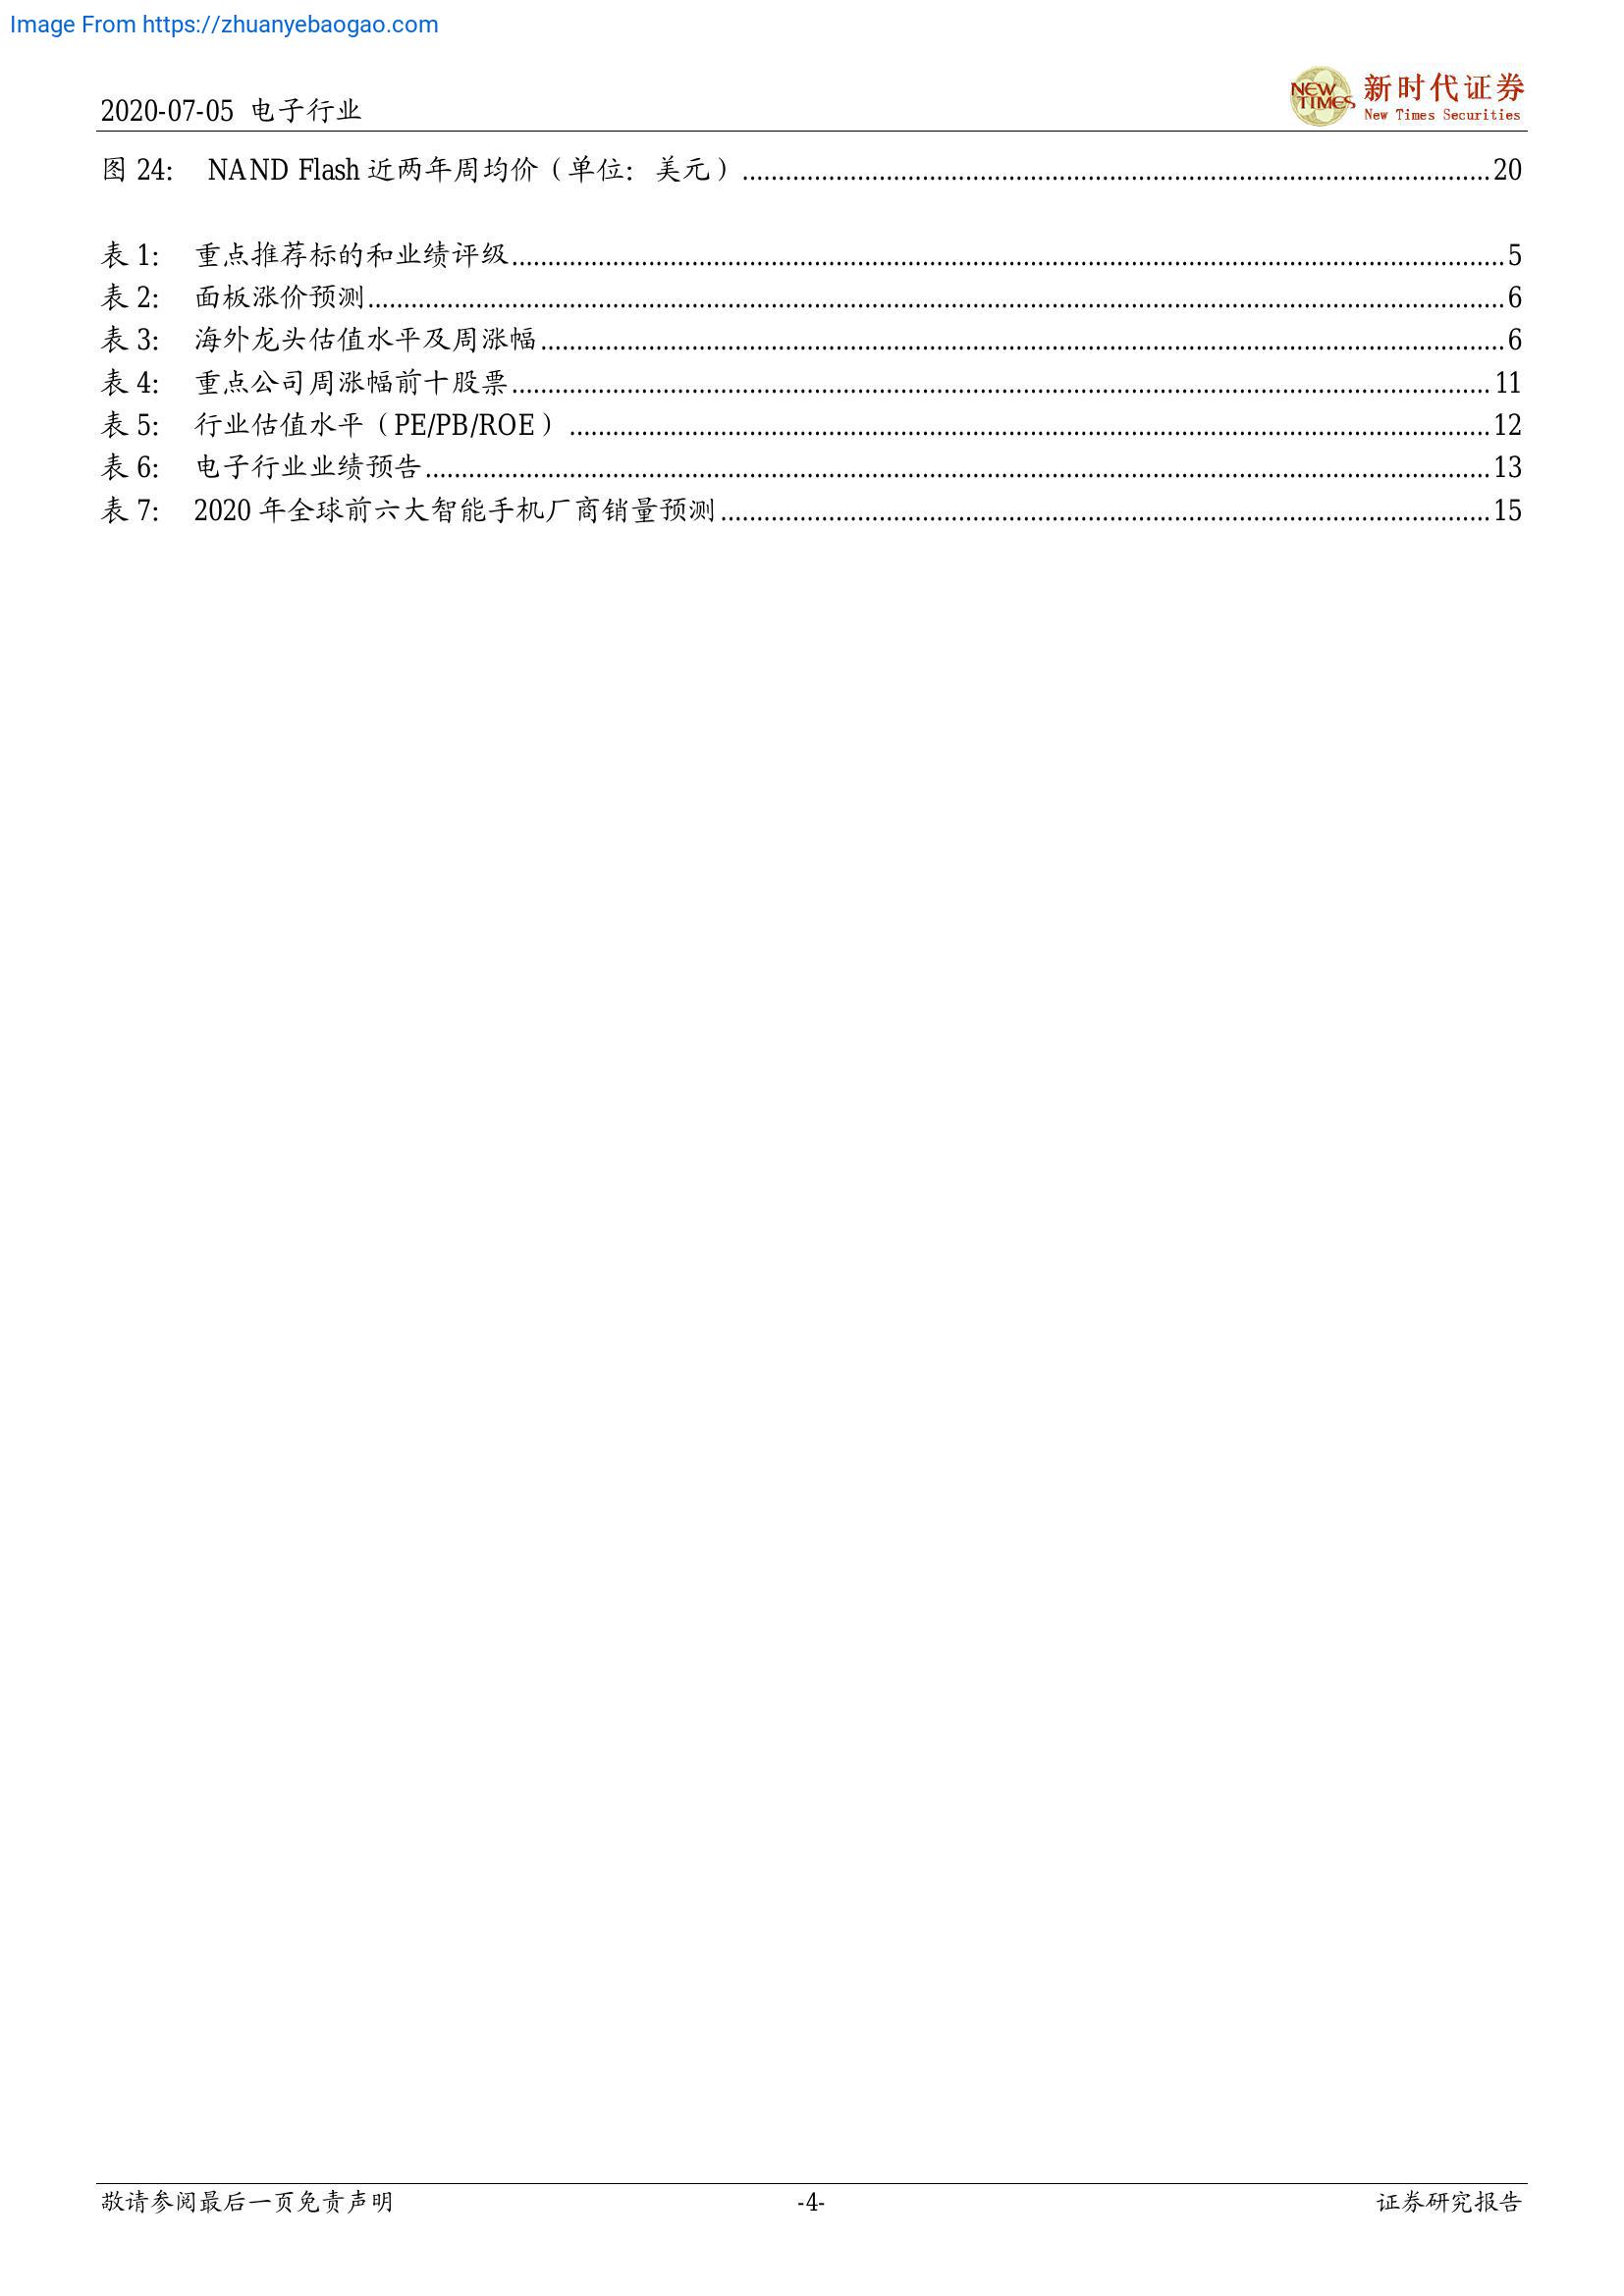 Image From https://zhuanyebaogao.com
2020-07-05 电子行业
NEW TIMES
新时代证券
New Times Securities
图 24: NAND Flash 近两年周均价（单位：美元）........20
表 1: 重点推荐标的和业绩评级........5
表 2: 面板涨价预测........6
表 3: 海外龙头估值水平及周涨幅........6
表 4: 重点公司周涨幅前十股票........11
表 5: 行业估值水平（PE/PB/ROE）........12
表 6: 电子行业业绩预告........13
表 7: 2020 年全球前六大智能手机厂商销量预测........15
敬请参阅最后一页免责声明 -4- 证券研究报告